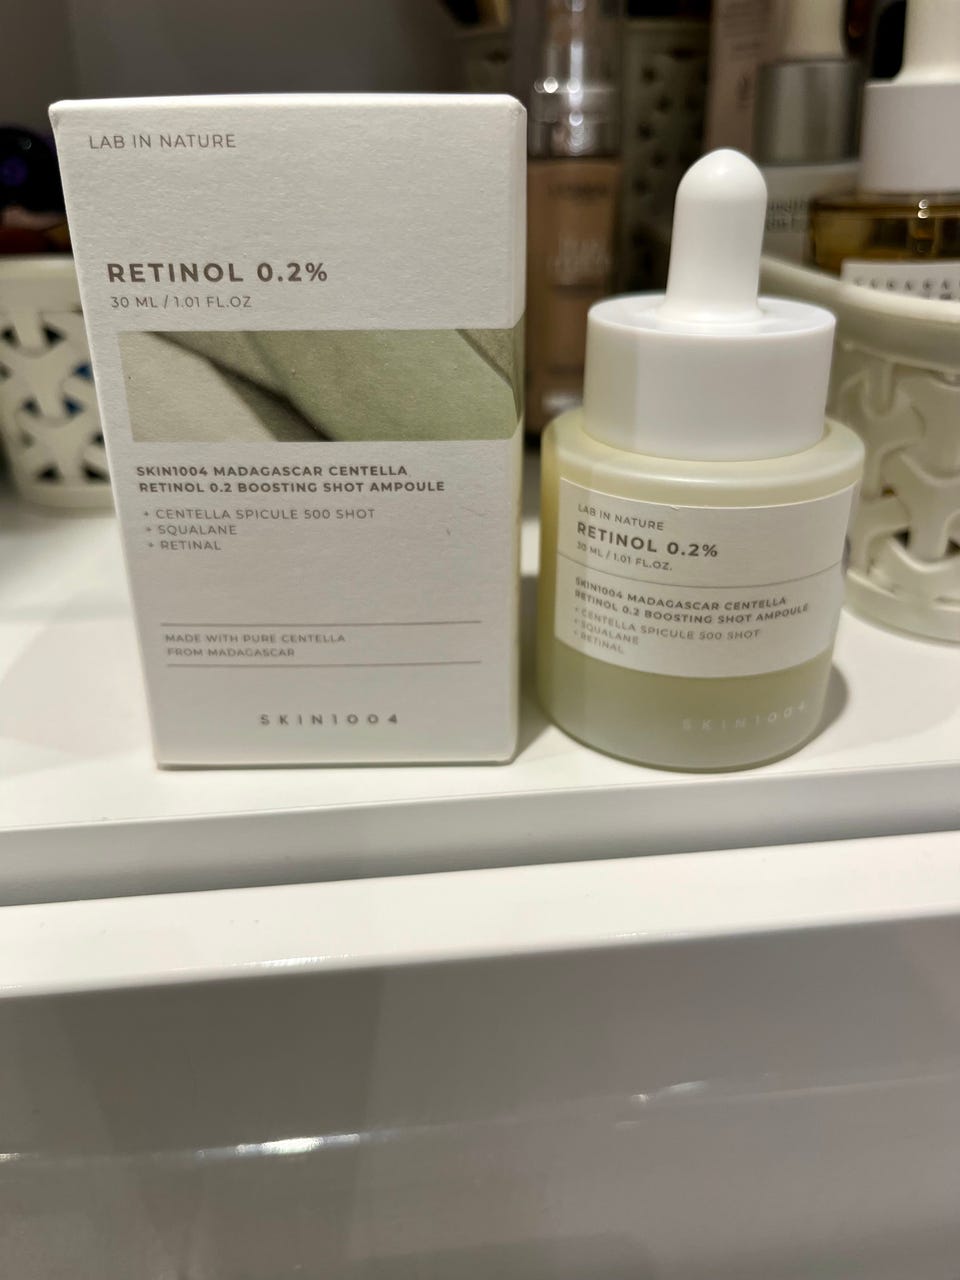 LAB IN NATURE
RETINOL 0.2%
30 ML / 1.01 FL.OZ
SKIN1004 MADAGASCAR CENTELLA
RETINOL 0.2 BOOSTING SHOT AMPOULE
+ CENTELLA SPICULE 500 SHOT
+ SQUALANE
+ RETINAL
MADE WITH PURE CENTELLA
FROM MADAGASCAR
SKIN1004
LAB IN NATURE
RETINOL 0.2%
30 ML / 1.01 FL.OZ.
SKIN1004 MADAGASCAR CENTELLA
RETINOL 0.2 BOOSTING SHOT AMPOULE
+ CENTELLA SPICULE 500 SHOT
+ SQUALANE
+ RETINAL
SKIN1004